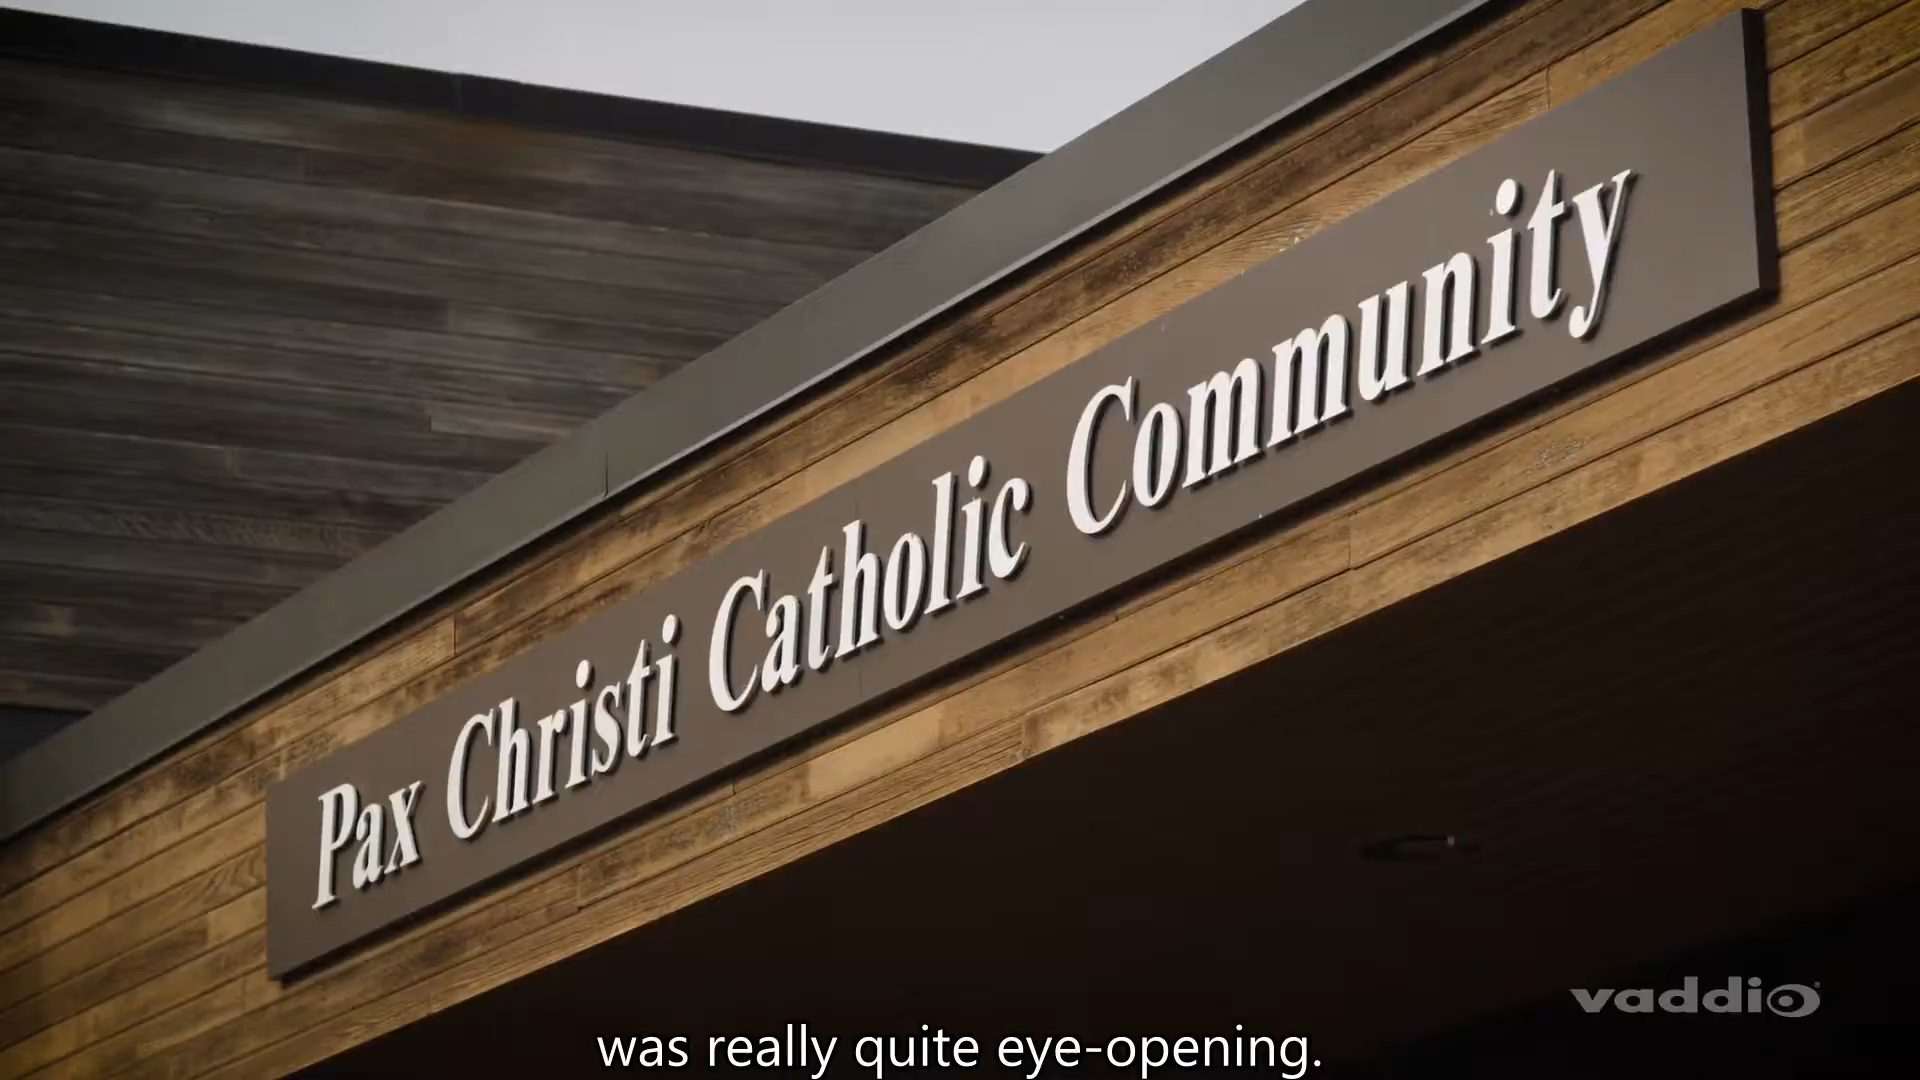 Pax Christi Catholic Community
vaddio
was really quite eye-opening.